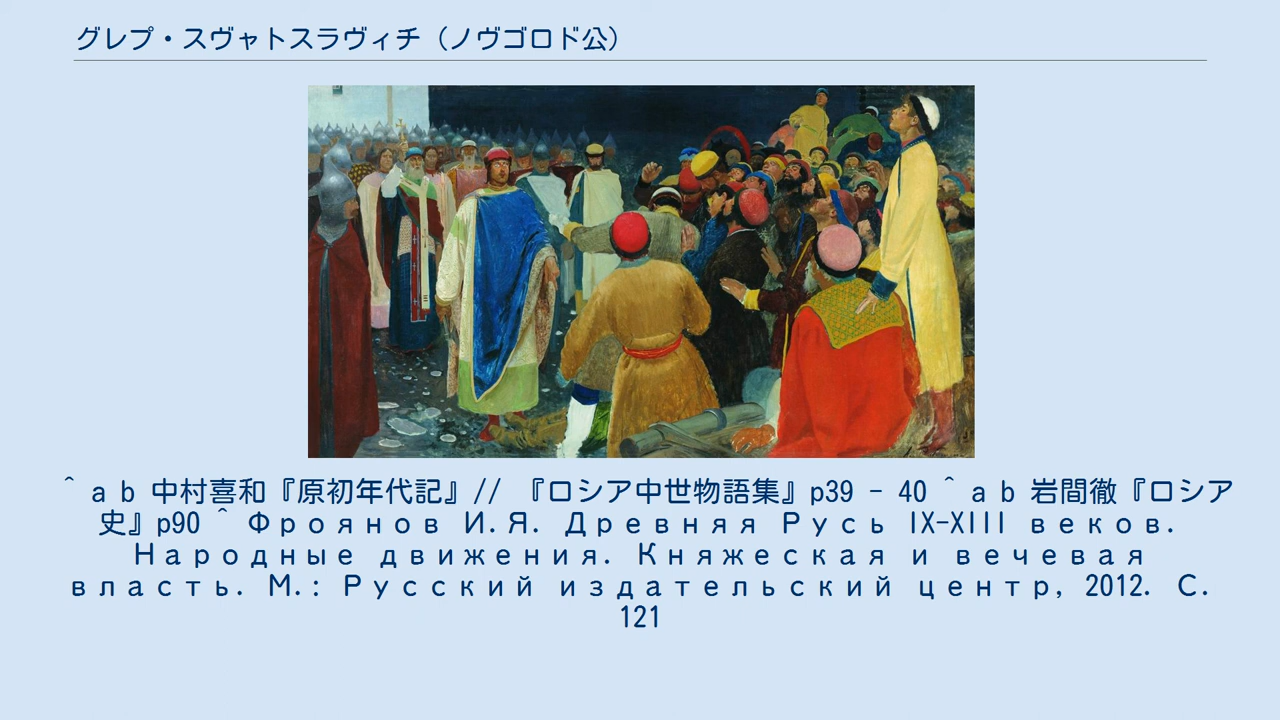 グレプ・スヴャトスラヴィチ（ノヴゴロド公）
^ a b 中村喜和『原初年代記』// 『ロシア中世物語集』p39 - 40 ^ a b 岩間徹『ロシア
史』p90 ^ Фроянов И.Я. Древняя Русь IX-XIII веков.
Народные движения. Княжеская и вечевая
власть. М.: Русский издательский центр, 2012. С.
121